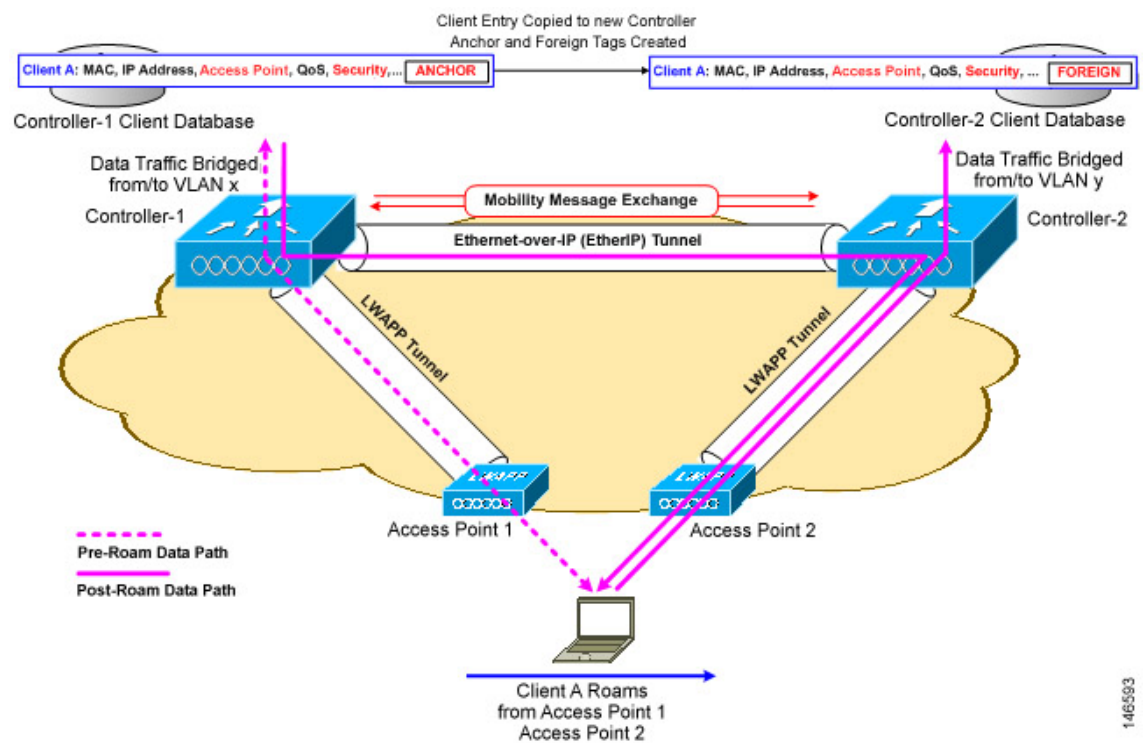 Client Entry Copied to new Controller
Anchor and Foreign Tags Created
Client A: MAC, IP Address, Access Point, QoS, Security,... ANCHOR
Client A: MAC, IP Address, Access Point, QoS, Security, ... FOREIGN
Controller-1 Client Database
Controller-2 Client Database
Data Traffic Bridged
from/to VLAN x
Data Traffic Bridged
from/to VLAN y
Controller-1
Mobility Message Exchange
Controller-2
Ethernet-over-IP (EtherIP) Tunnel
LWAPP Tunnel
LWAPP Tunnel
LWAPP
Access Point 1
Access Point 2
Pre-Roam Data Path
Post-Roam Data Path
Client A Roams
from Access Point 1
Access Point 2
146593